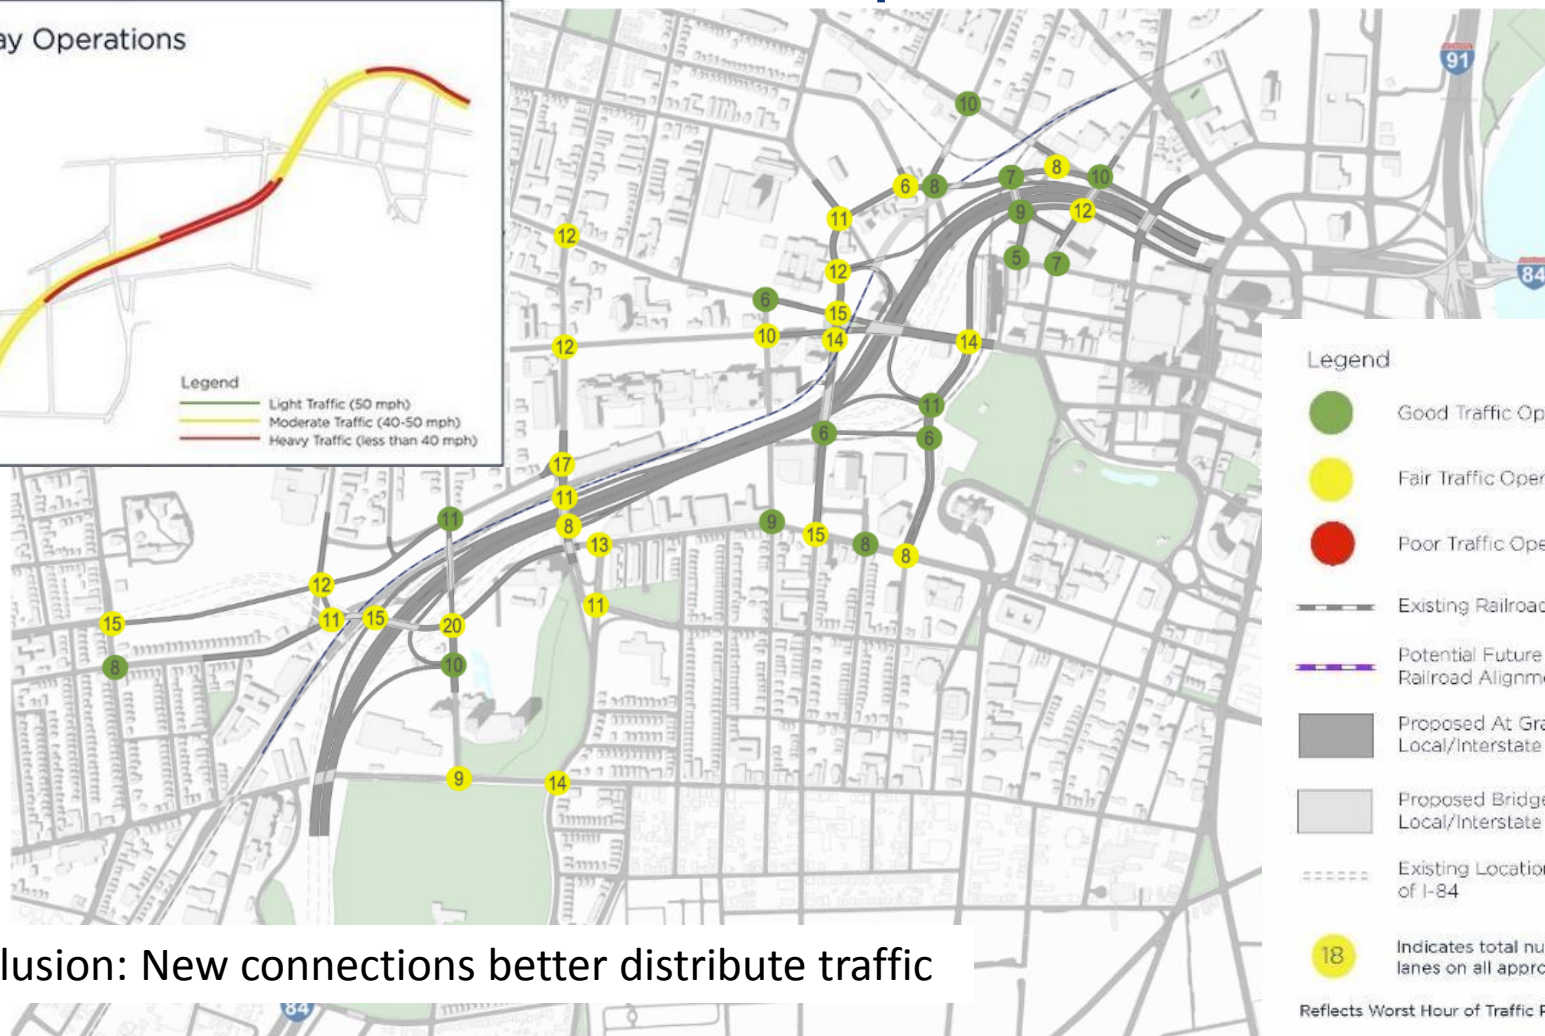 ay Operations
Legend
Light Traffic (50 mph)
Moderate Traffic (40-50 mph)
Heavy Traffic (less than 40 mph)
91
84
10
6
8
7
8
10
11
9
12
12
12
5
7
6
15
12
10
14
14
11
6
6
17
11
11
8
9
15
13
8
8
12
11
15
11
15
20
8
10
9
14
Legend
Good Traffic Op
Fair Traffic Oper
Poor Traffic Ope
Existing Railroad
Potential Future
Railroad Alignme
Proposed At Gra
Local/Interstate
Proposed Bridge
Local/Interstate
Existing Location
of I-84
18
Indicates total nu
lanes on all appro
Reflects Worst Hour of Traffic P
lusion: New connections better distribute traffic
84